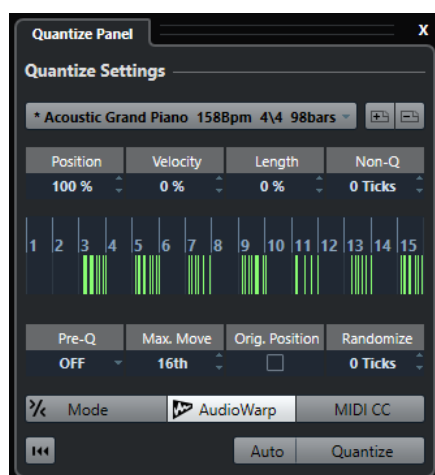 Quantize Panel X
Quantize Settings
* Acoustic Grand Piano 158Bpm 4\4 98bars
Position Velocity Length Non-Q
100 % 0 % 0 % 0 Ticks
1 2 3 4 5 6 7 8 9 10 11 12 13 14 15
Pre-Q Max. Move Orig. Position Randomize
OFF 16th 0 Ticks
Mode AudioWarp MIDI CC
Auto Quantize